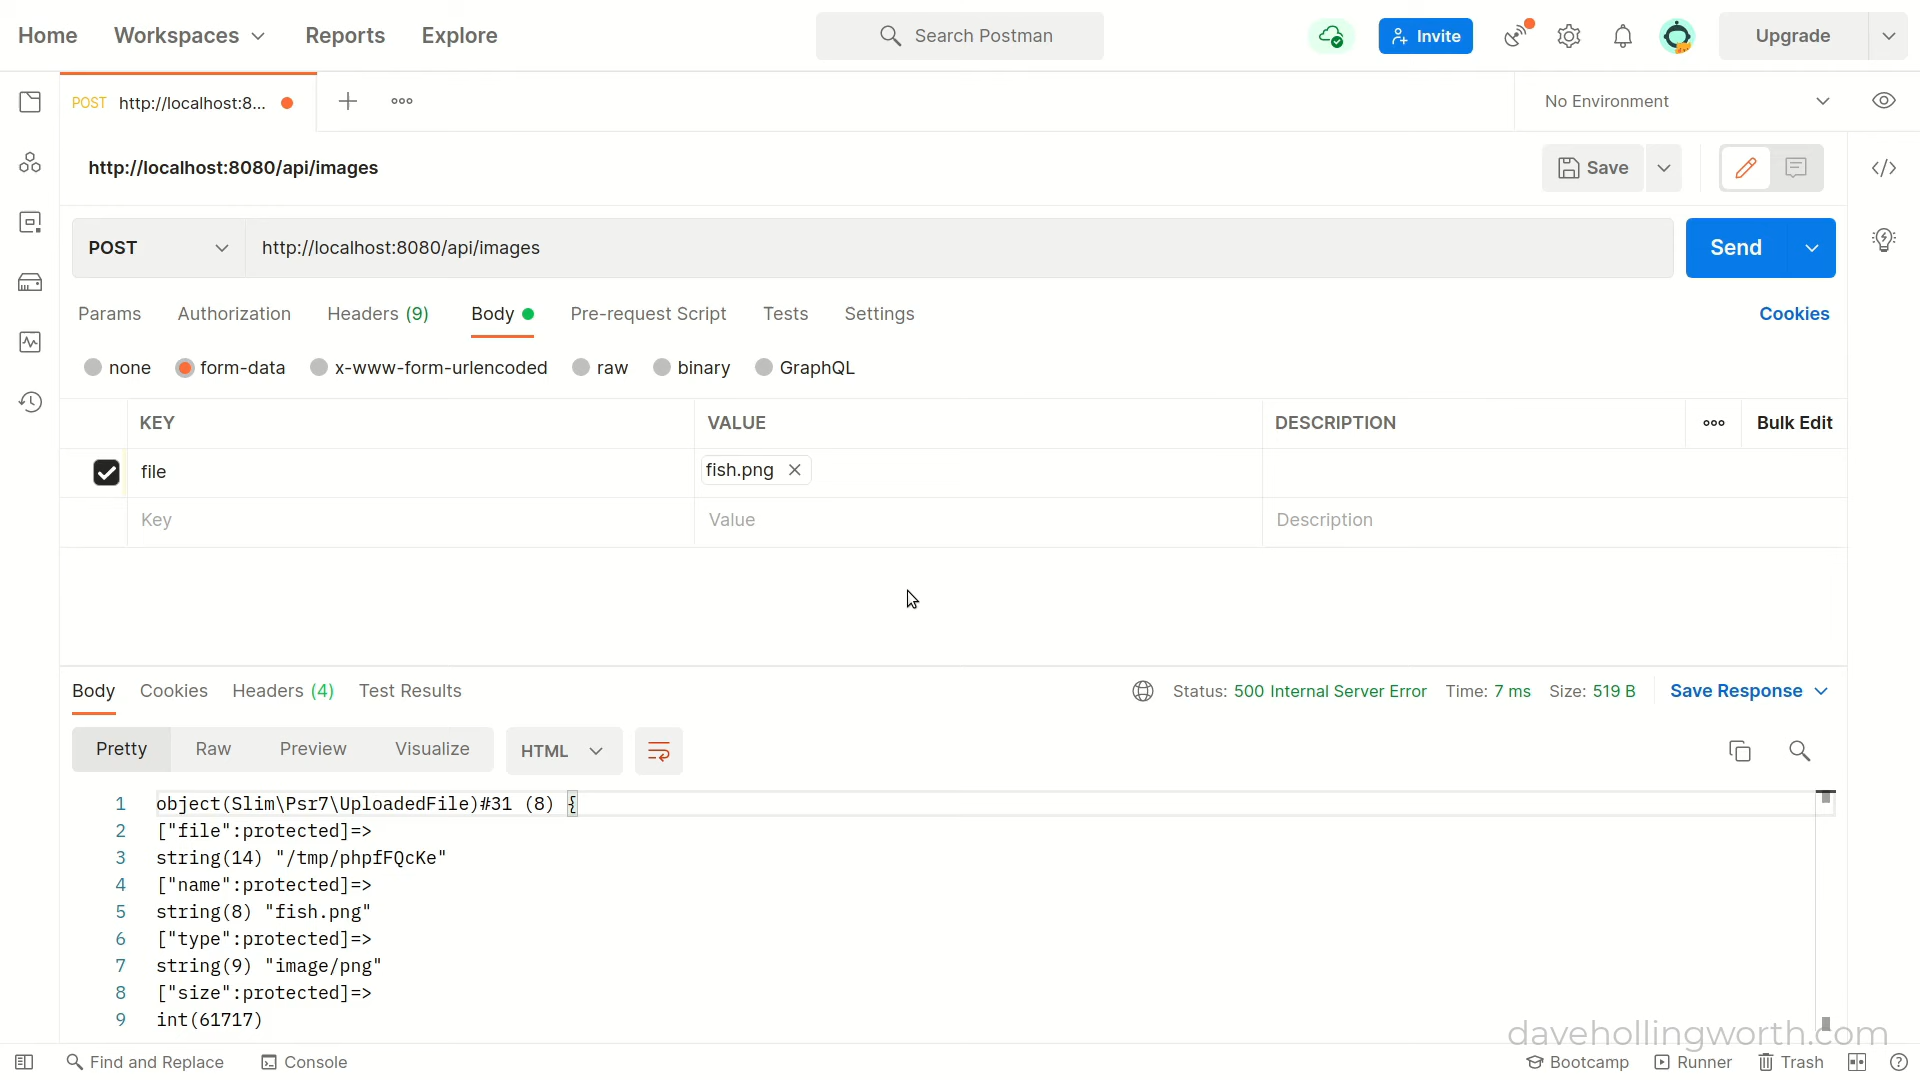 Home Workspaces Reports Explore Search Postman Invite Upgrade
POST http://localhost:8... No Environment
http://localhost:8080/api/images Save
POST http://localhost:8080/api/images Send
Params Authorization Headers (9) Body Pre-request Script Tests Settings Cookies
none form-data x-www-form-urlencoded raw binary GraphQL
KEY VALUE DESCRIPTION Bulk Edit
file fish.png
Key Value Description
Body Cookies Headers (4) Test Results Status: 500 Internal Server Error Time: 7 ms Size: 519 B Save Response
Pretty Raw Preview Visualize HTML
1 object(Slim\Psr7\UploadedFile)#31 (8) {
2 ["file":protected]=>
3 string(14) "/tmp/phpfFQcKe"
4 ["name":protected]=>
5 string(8) "fish.png"
6 ["type":protected]=>
7 string(9) "image/png"
8 ["size":protected]=>
9 int(61717)
davehollingworth.com
Find and Replace Console Bootcamp Runner Trash